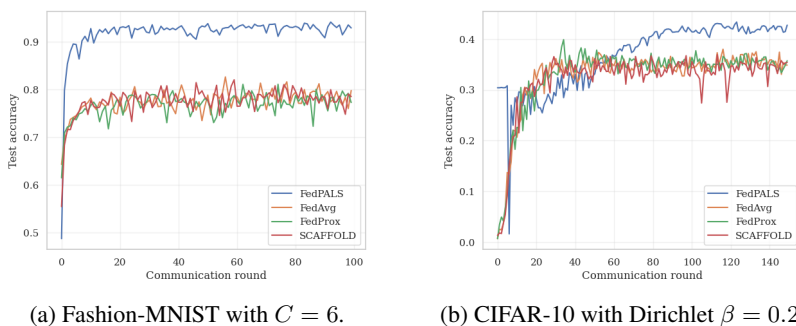 0.9
0.8
0.7
0.6
0.5
Test accuracy
0 20 40 60 80 100
Communication round
FedPALS
FedAvg
FedProx
SCAFFOLD
(a) Fashion-MNIST with C = 6.
0.4
0.3
0.2
0.1
0.0
Test accuracy
0 20 40 60 80 100 120 140
Communication round
FedPALS
FedAvg
FedProx
SCAFFOLD
(b) CIFAR-10 with Dirichlet β = 0.2